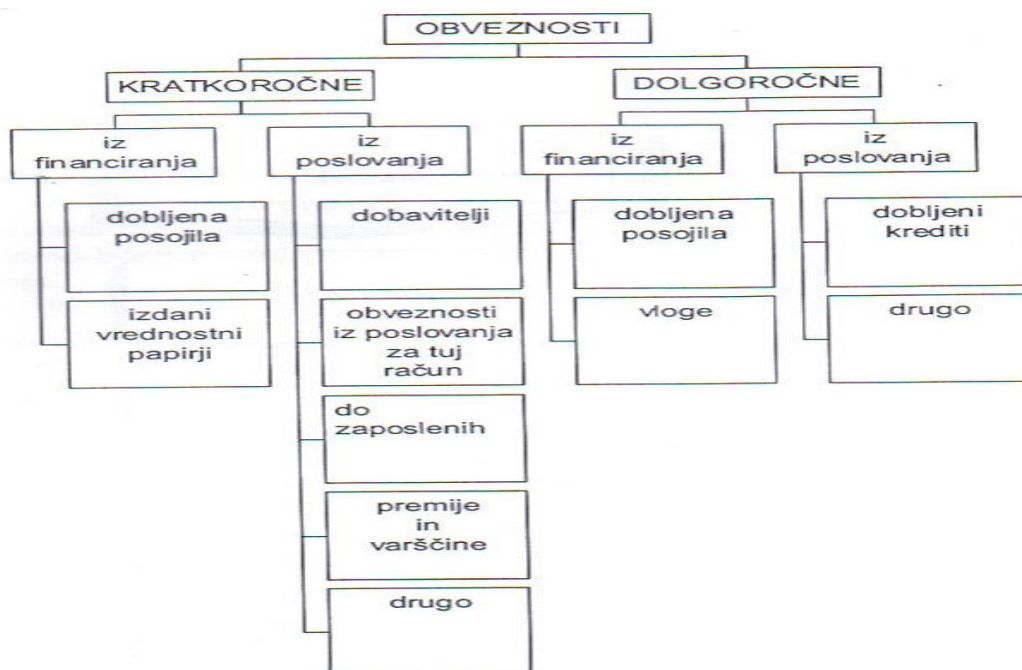 OBVEZNOSTI
KRATKOROČNE
DOLGOROČNE
iz
financiranja
iz
poslovanja
iz
financiranja
iz
poslovanja
dobljena
posojila
izdani
vrednostni
papirji
dobavitelji
obveznosti
iz poslovanja
za tuj
račun
do
zaposlenih
premije
in
varščine
drugo
dobljena
posojila
vloge
dobljeni
krediti
drugo